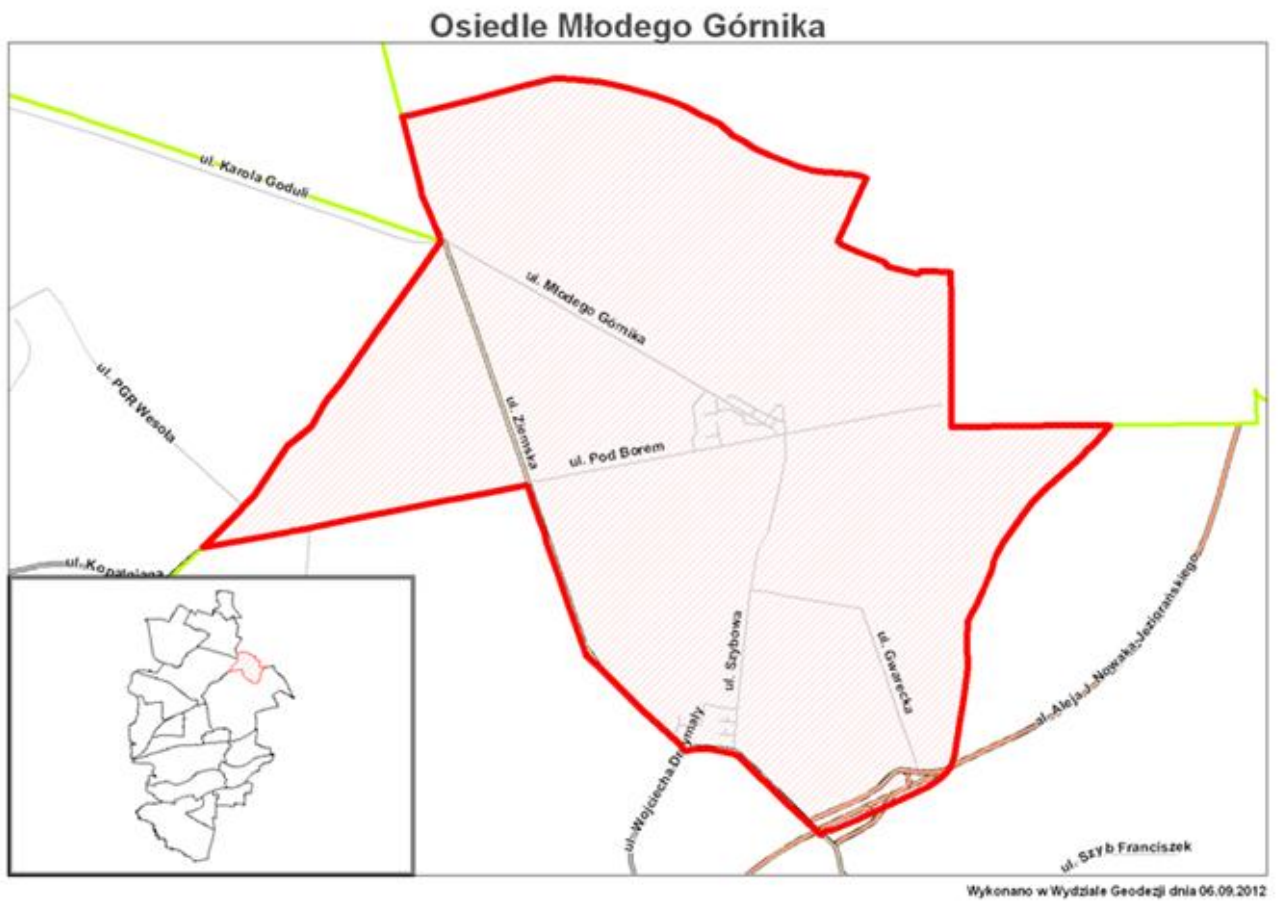 Osiedle Młodego Górnika
ul. Karola Goduli
ul. Młodego Górnika
ul. PGR Wesoła
ul. Ziemska
ul. Pod Borem
ul. Kopalniana
ul. Szybowa
ul. Gwarecka
ul. Wojciecha Drzymały
al. Aleja J. Nowaka-Jeziorańskiego
ul. Szyb Franciszek
Wykonano w Wydziale Geodezji dnia 06.09.2012